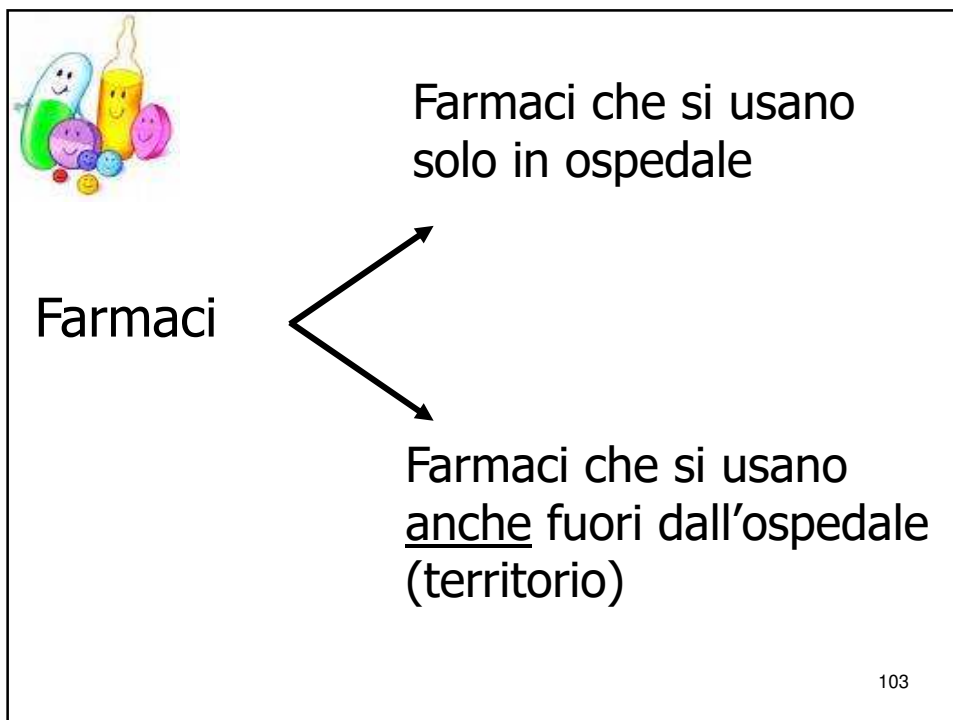 Farmaci che si usano
solo in ospedale
Farmaci
Farmaci che si usano
anche fuori dall’ospedale
(territorio)
103